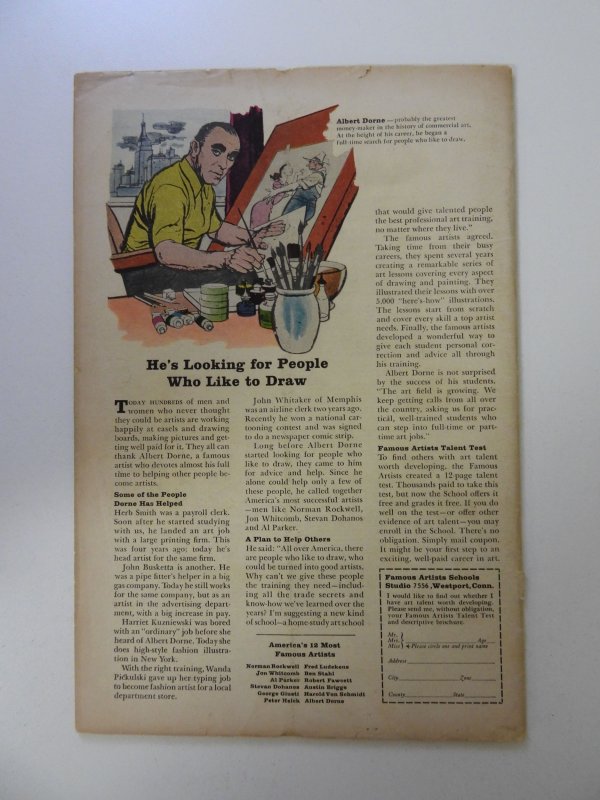 Albert Dorne—probably the greatest
money-maker in the history of commercial art.
At the height of his career, he began a
full-time search for people who like to draw.
He's Looking for People
Who Like to Draw
TODAY HUNDREDS of men and
women who never thought
they could be artists are working
happily at easels and drawing
boards, making pictures and get-
ting well paid for it. They all can
thank Albert Dorne, a famous
artist who devotes almost his full
time to helping other people be-
come artists.
Some of the People
Dorne Has Helped
Herb Smith was a payroll clerk.
Soon after he started studying
with us, he landed an art job
with a large printing firm. This
was four years ago; today he's
head artist for the same firm.
John Busketta is another. He
was a pipe fitter's helper in a big
gas company. Today he still works
for the same company, but as an
artist in the advertising depart-
ment, with a big increase in pay.
Harriet Kuzniewski was bored
with an "ordinary" job before she
heard of Albert Dorne. Today she
does high-style fashion illustra-
tion in New York.
With the right training, Wanda
Pickulski gave up her typing job
to become fashion artist for a local
department store.
John Whitaker of Memphis
was an airline clerk two years ago.
Recently he won a national car-
tooning contest and was signed
to do a newspaper comic strip.
Long before Albert Dorne
started looking for people who
like to draw, they came to him
for advice and help. Since he
alone could help only a few of
these people, he called together
America's most successful artists
—men like Norman Rockwell,
Jon Whitcomb, Stevan Dohanos
and Al Parker.
A Plan to Help Others
He said: "All over America, there
are people who like to draw, who
could be turned into good artists.
Why can't we give these people
the training they need—includ-
ing all the trade secrets and
know-how we've learned over the
years? I'm suggesting a new kind
of school—a home-study art school
America's 12 Most
Famous Artists
Norman Rockwell Fred Ludekens
Jon Whitcomb Ben Stahl
Al Parker Robert Fawcett
Stevan Dohanos Austin Briggs
George Giusti Harold Von Schmidt
Peter Helck Albert Dorne
that would give talented people
the best professional art training,
no matter where they live."
The famous artists agreed.
Taking time from their busy
careers, they spent several years
creating a remarkable series of
art lessons covering every aspect
of drawing and painting. They
illustrated their lessons with over
5,000 "here's-how" illustrations.
The lessons start from scratch
and cover every skill a top artist
needs. Finally, the famous artists
developed a wonderful way to
give each student personal cor-
rection and advice all through
his training.
Albert Dorne is not surprised
by the success of his students.
"The art field is growing. We
keep getting calls from all over
the country, asking us for prac-
tical, well-trained students who
can step into full-time or part-
time art jobs."
Famous Artists Talent Test
To find others with art talent
worth developing, the Famous
Artists created a 12-page talent
test. Thousands paid to take this
test, but now the School offers it
free and grades it free. If you do
well on the test—or offer other
evidence of art talent—you may
enroll in the School. There's no
obligation. Simply mail coupon.
It might be your first step to an
exciting, well-paid career in art.
Famous Artists Schools
Studio 7556, Westport, Conn.
I would like to find out whether I
have art talent worth developing.
Please send me, without obligation,
your Famous Artists Talent Test
and descriptive brochure.
Mr.
Mrs. Age
Miss Please circle one and print name
Address
City Zone
County State